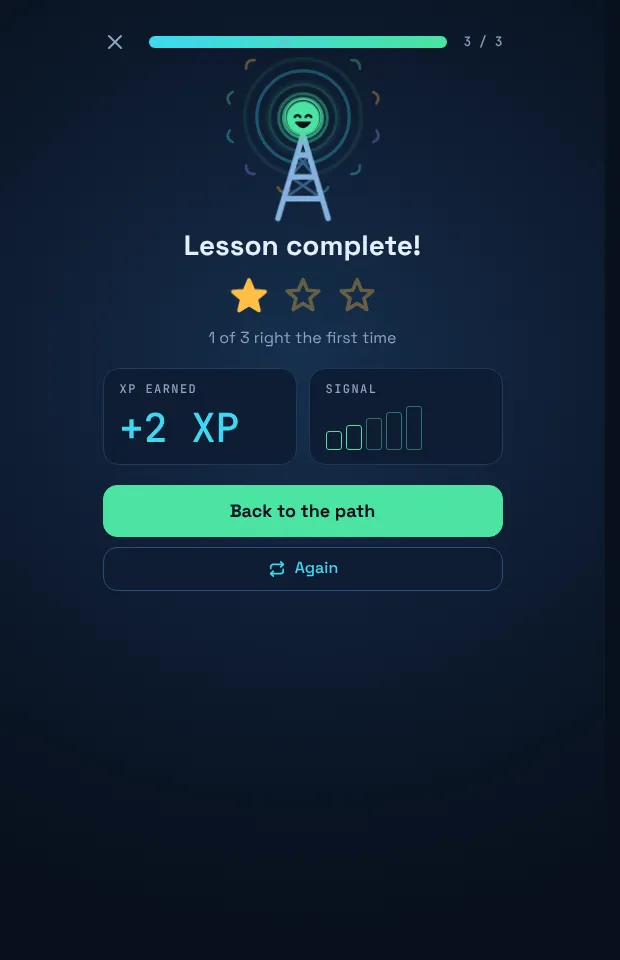 3 / 3
Lesson complete!
1 of 3 right the first time
XP EARNED
+2 XP
SIGNAL
Back to the path
Again